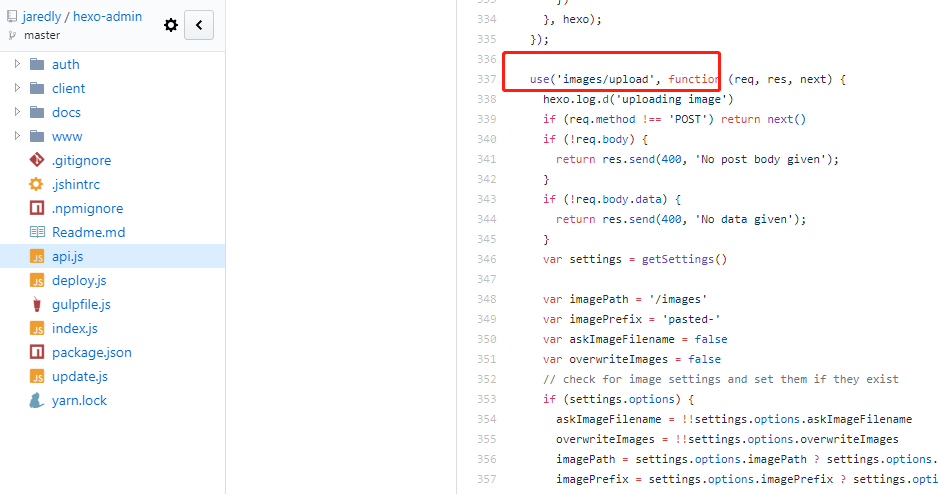 jaredly / hexo-admin
master
auth
client
docs
www
.gitignore
.jshintrc
.npmignore
Readme.md
api.js
deploy.js
gulpfile.js
index.js
package.json
update.js
yarn.lock
334 }, hexo);
335 });
336
337 use('images/upload', function (req, res, next) {
338 hexo.log.d('uploading image')
339 if (req.method !== 'POST') return next()
340 if (!req.body) {
341 return res.send(400, 'No post body given');
342 }
343 if (!req.body.data) {
344 return res.send(400, 'No data given');
345 }
346 var settings = getSettings()
347
348 var imagePath = '/images'
349 var imagePrefix = 'pasted-'
350 var askImageFilename = false
351 var overwriteImages = false
352 // check for image settings and set them if they exist
353 if (settings.options) {
354 askImageFilename = !!settings.options.askImageFilename
355 overwriteImages = !!settings.options.overwriteImages
356 imagePath = settings.options.imagePath ? settings.options.
357 imagePrefix = settings.options.imagePrefix ? settings.opti